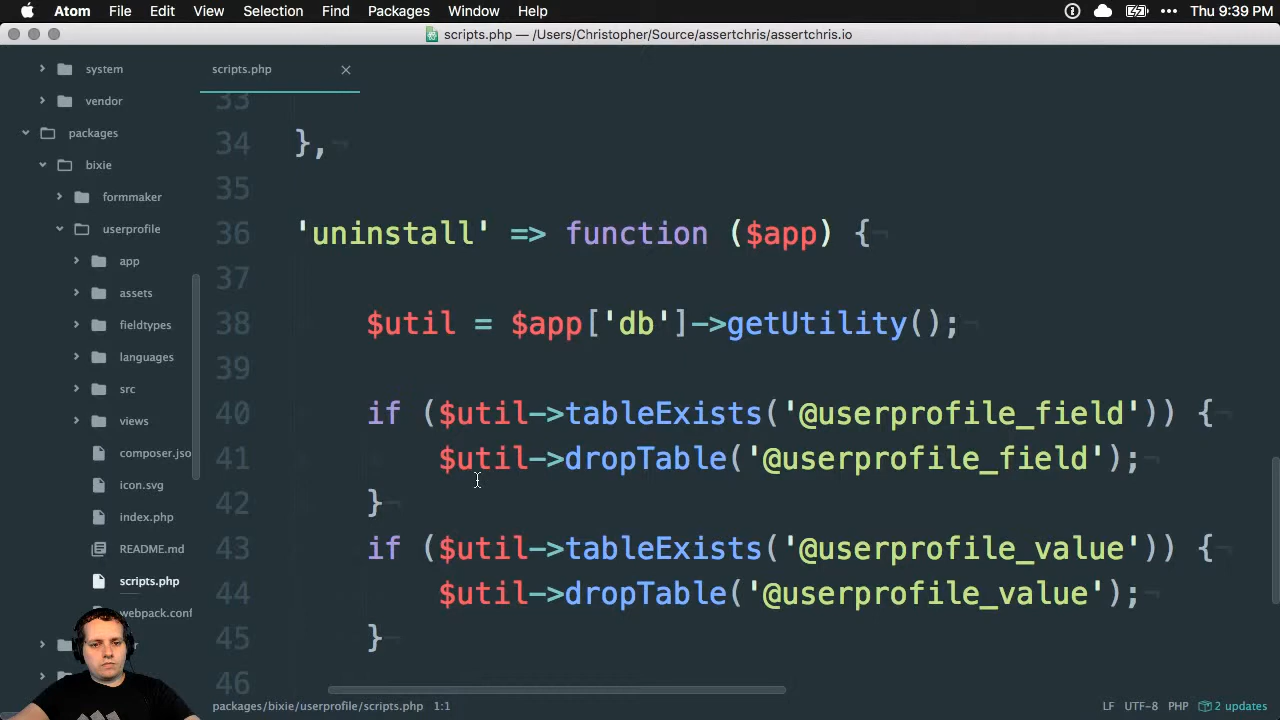 Atom File Edit View Selection Find Packages Window Help Thu 9:39 PM
scripts.php — /Users/Christopher/Source/assertchris/assertchris.io
system
vendor
packages
bixie
formmaker
userprofile
app
assets
fieldtypes
languages
src
views
composer.jso
icon.svg
index.php
README.md
scripts.php
webpack.conf
scripts.php
33
34 },
35
36 'uninstall' => function ($app) {
37
38 $util = $app['db']->getUtility();
39
40 if ($util->tableExists('@userprofile_field')) {
41 $util->dropTable('@userprofile_field');
42 }
43 if ($util->tableExists('@userprofile_value')) {
44 $util->dropTable('@userprofile_value');
45 }
46
packages/bixie/userprofile/scripts.php 1:1 LF UTF-8 PHP 2 updates